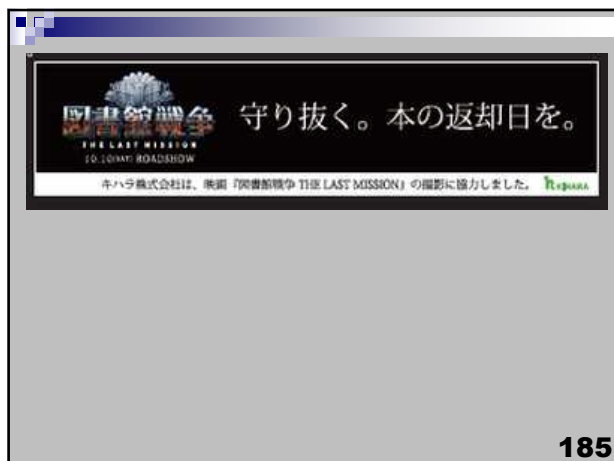 図書館戦争
THE LAST MISSION
10.10(SAT) ROADSHOW
守り抜く。本の返却日を。
キハラ株式会社は、映画『図書館戦争 THE LAST MISSION』の撮影に協力しました。 KIHARA
185